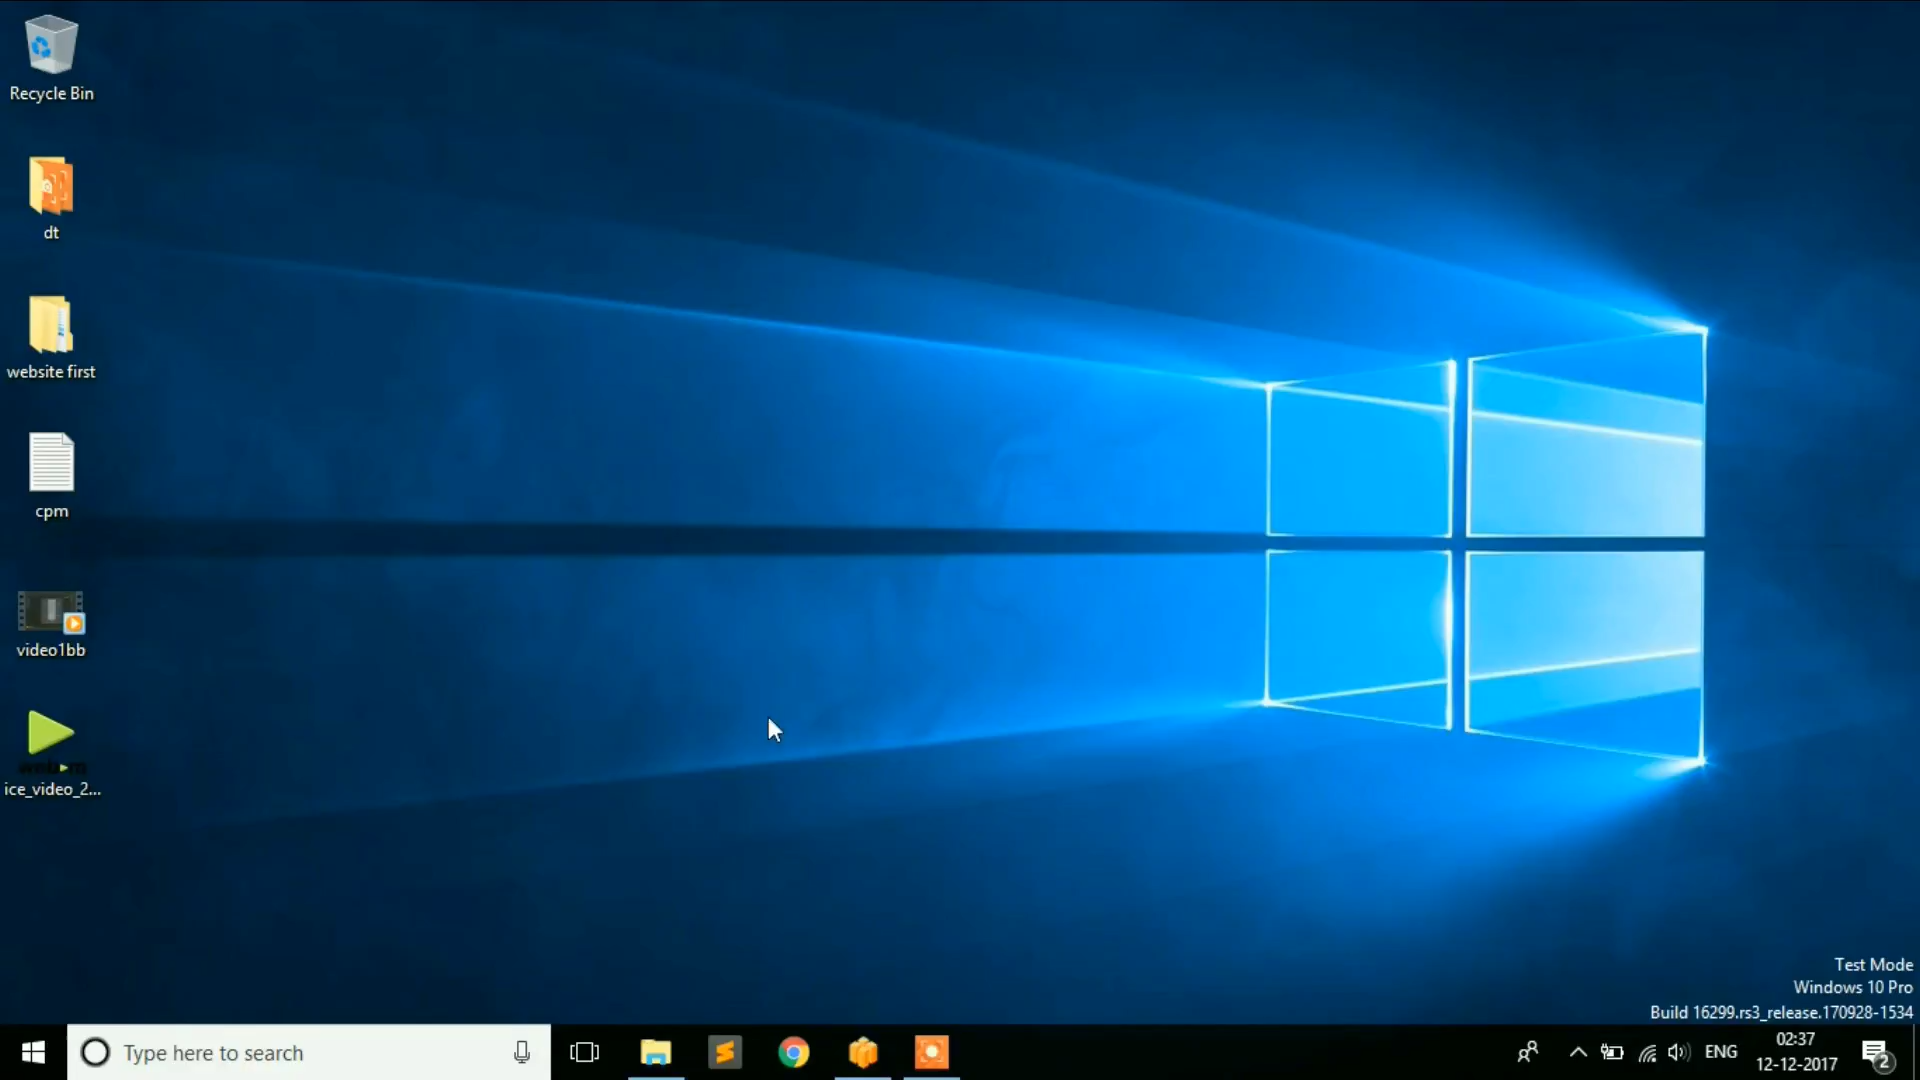 Recycle Bin
dt
website first
cpm
video1bb
ice_video_2...
Test Mode
Windows 10 Pro
Build 16299.rs3_release.170928-1534
Type here to search
ENG
02:37
12-12-2017
2